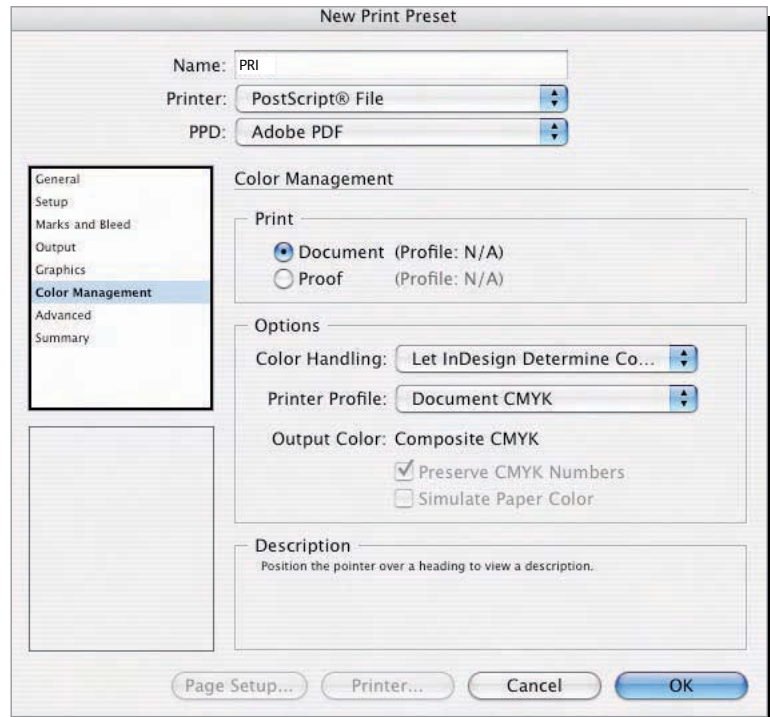 New Print Preset
Name: PRI
Printer: PostScript® File
PPD: Adobe PDF
General
Setup
Marks and Bleed
Output
Graphics
Color Management
Advanced
Summary
Color Management
Print
Document (Profile: N/A)
Proof (Profile: N/A)
Options
Color Handling: Let InDesign Determine Co...
Printer Profile: Document CMYK
Output Color: Composite CMYK
Preserve CMYK Numbers
Simulate Paper Color
Description
Position the pointer over a heading to view a description.
Page Setup... Printer... Cancel OK